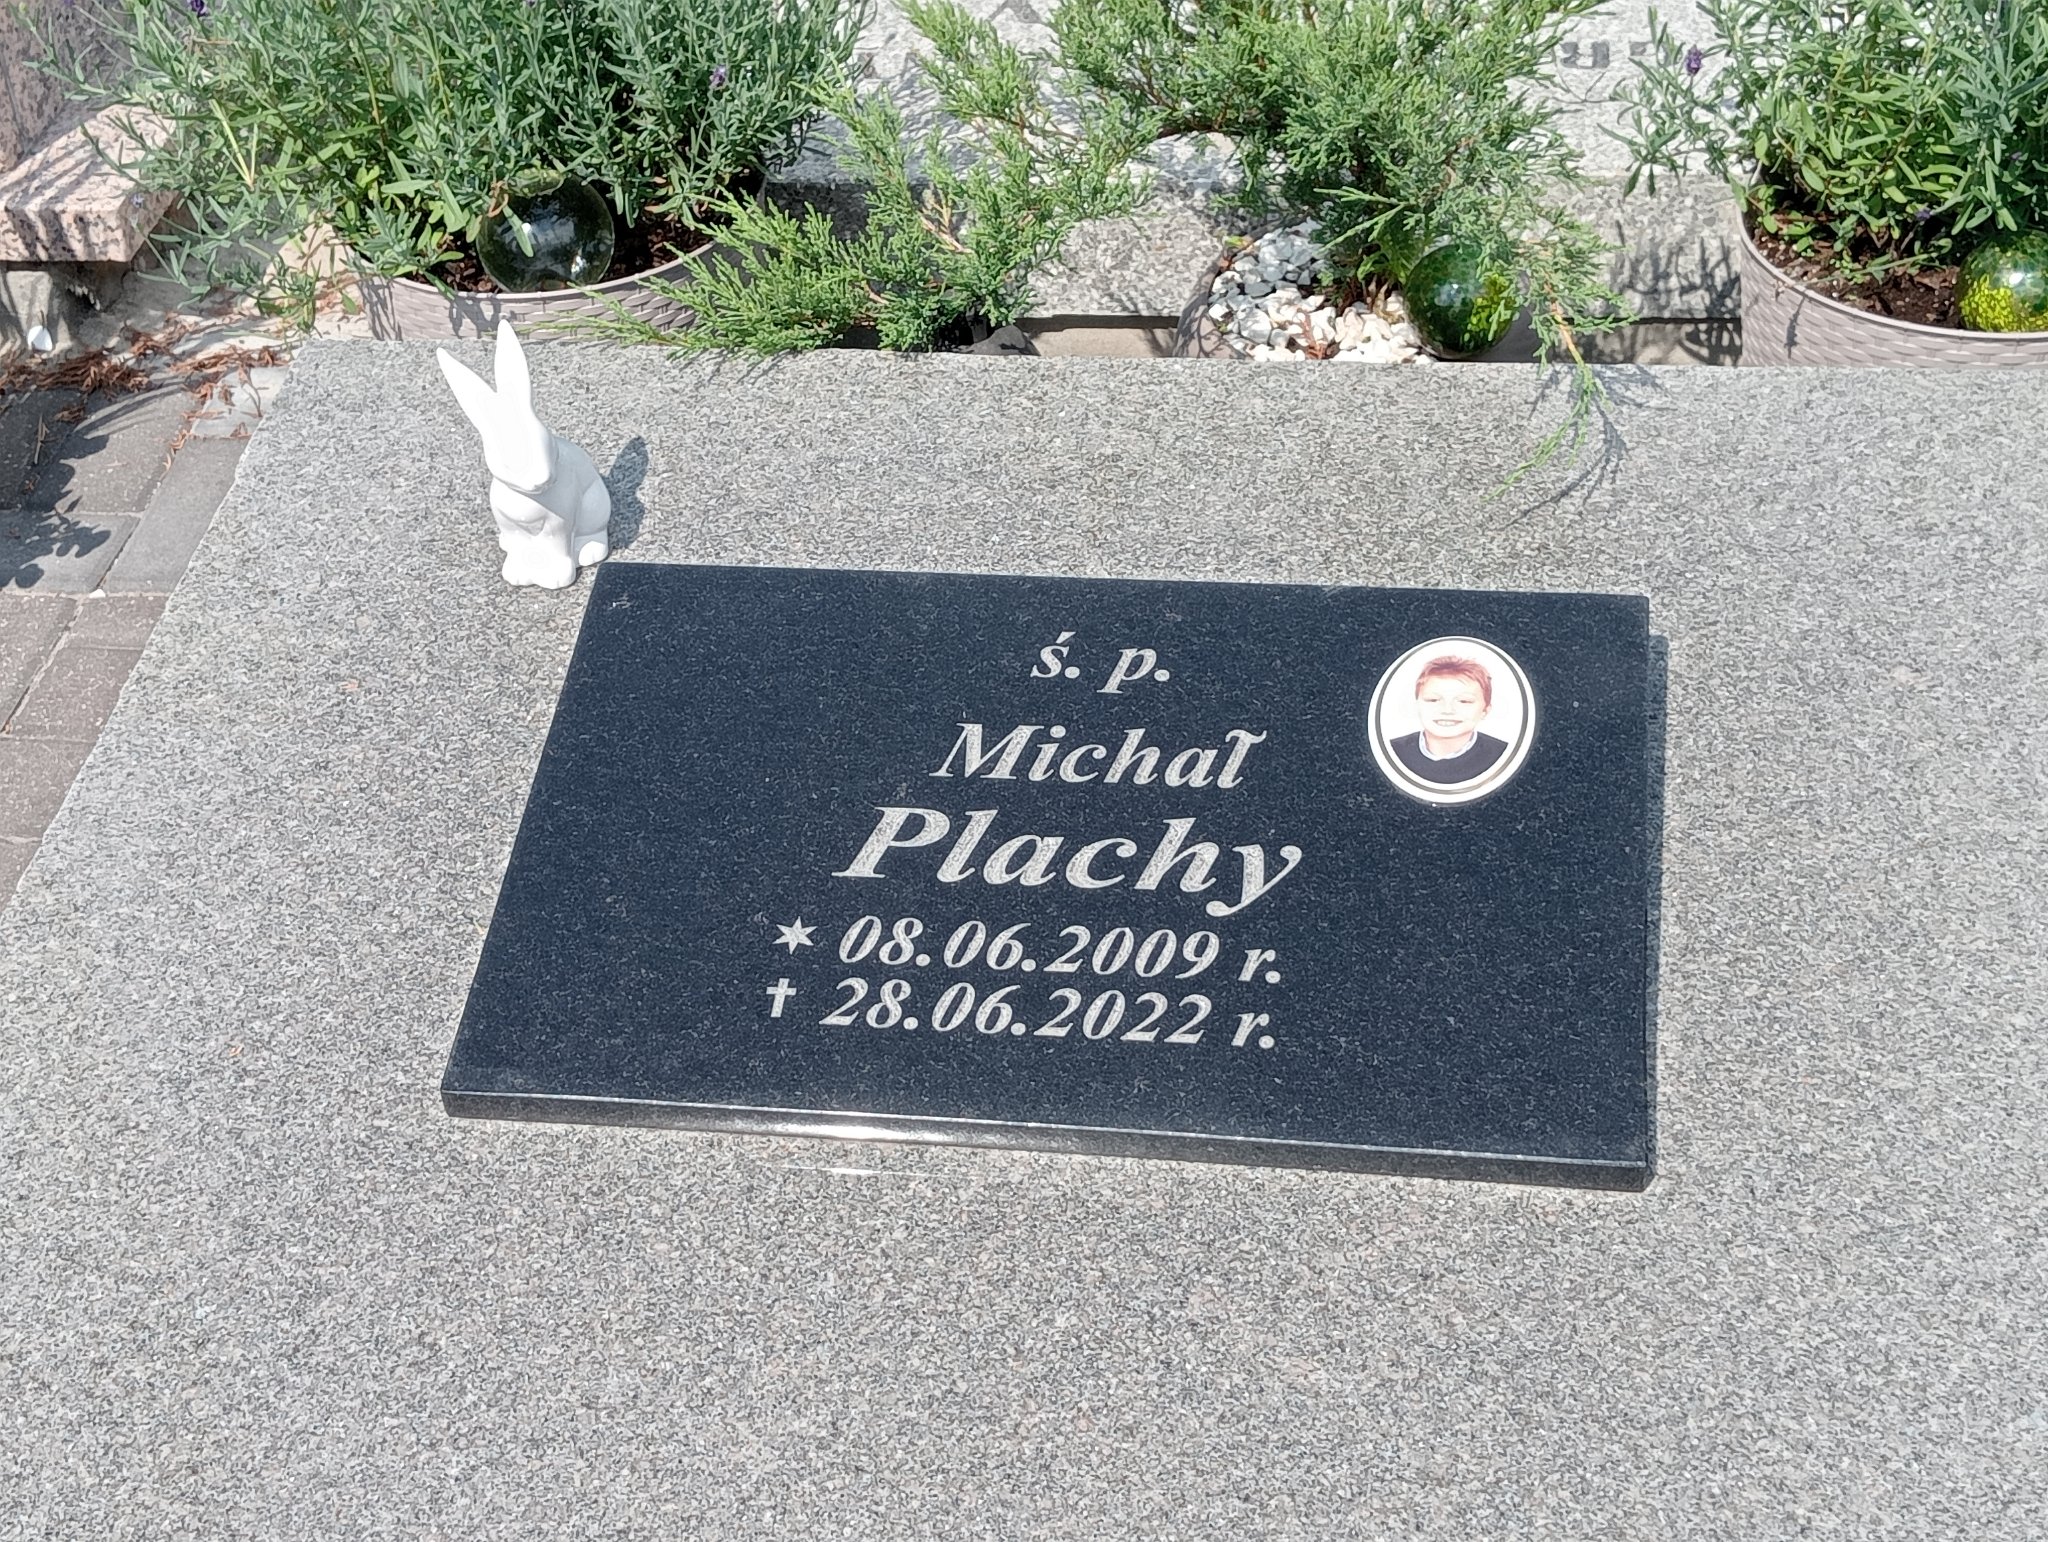 ś. p.
Michał
Plachy
✶ 08.06.2009 r.
✝ 28.06.2022 r.